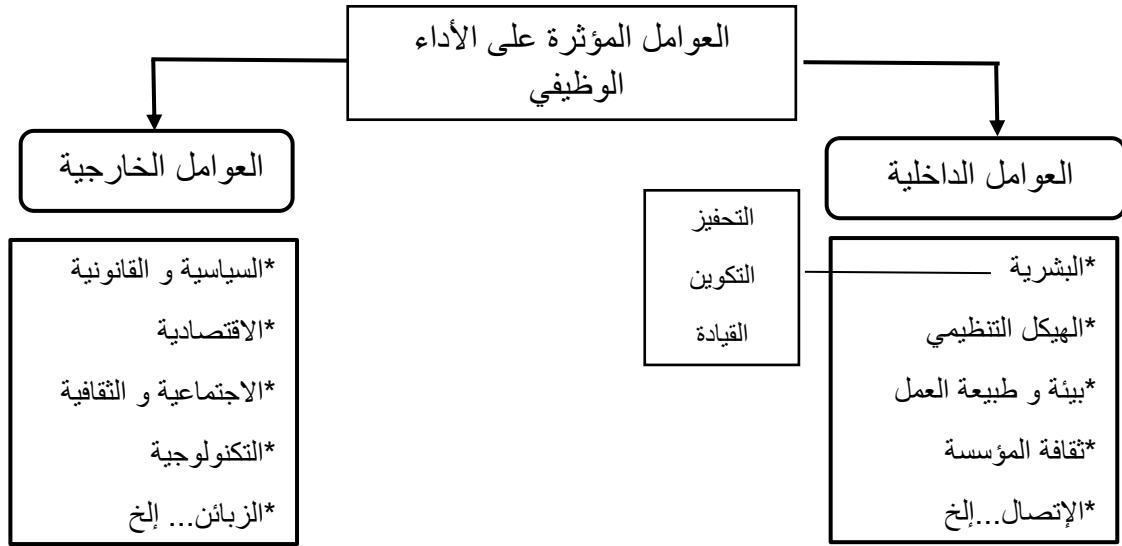 العوامل المؤثرة على الأداء
الوظيفي
العوامل الداخلية
*البشرية
*الهيكل التنظيمي
*بيئة و طبيعة العمل
*ثقافة المؤسسة
*الإتصال...إلخ
التحفيز
التكوين
القيادة
العوامل الخارجية
*السياسية و القانونية
*الاقتصادية
*الاجتماعية و الثقافية
*التكنولوجية
*الزبائن... إلخ